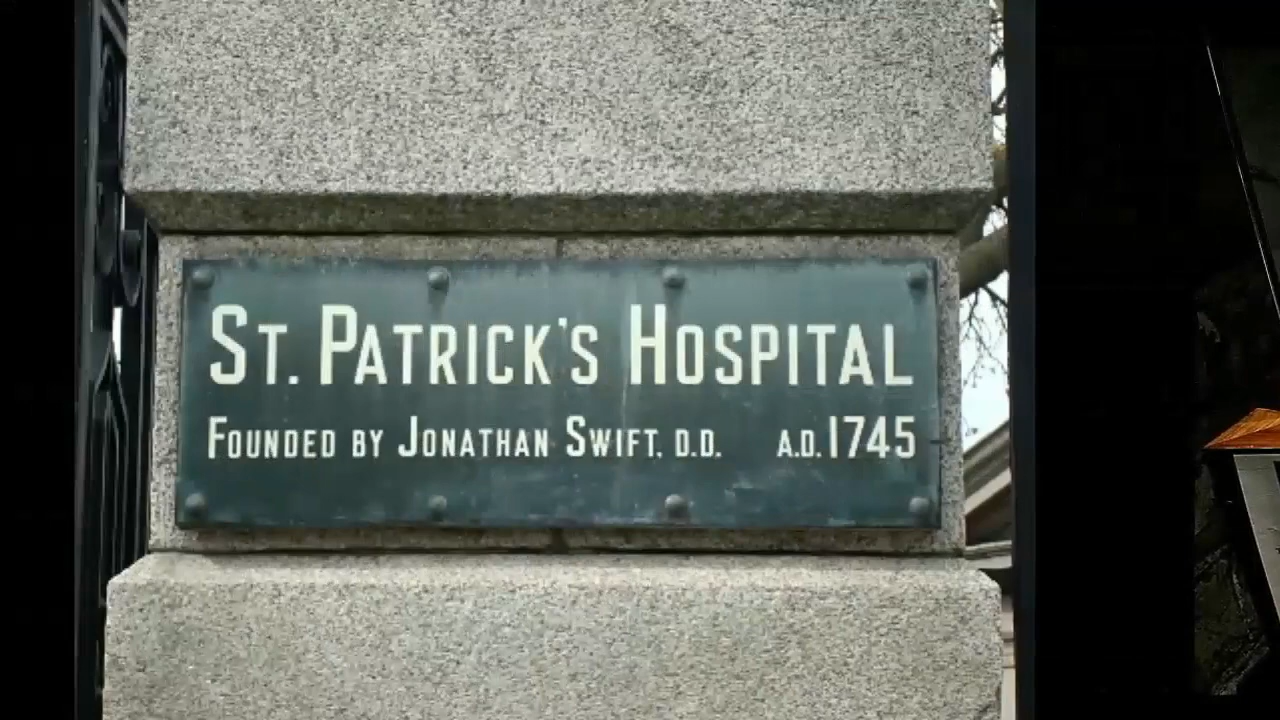 St. Patrick's Hospital
Founded by Jonathan Swift, D.D. A.D. 1745